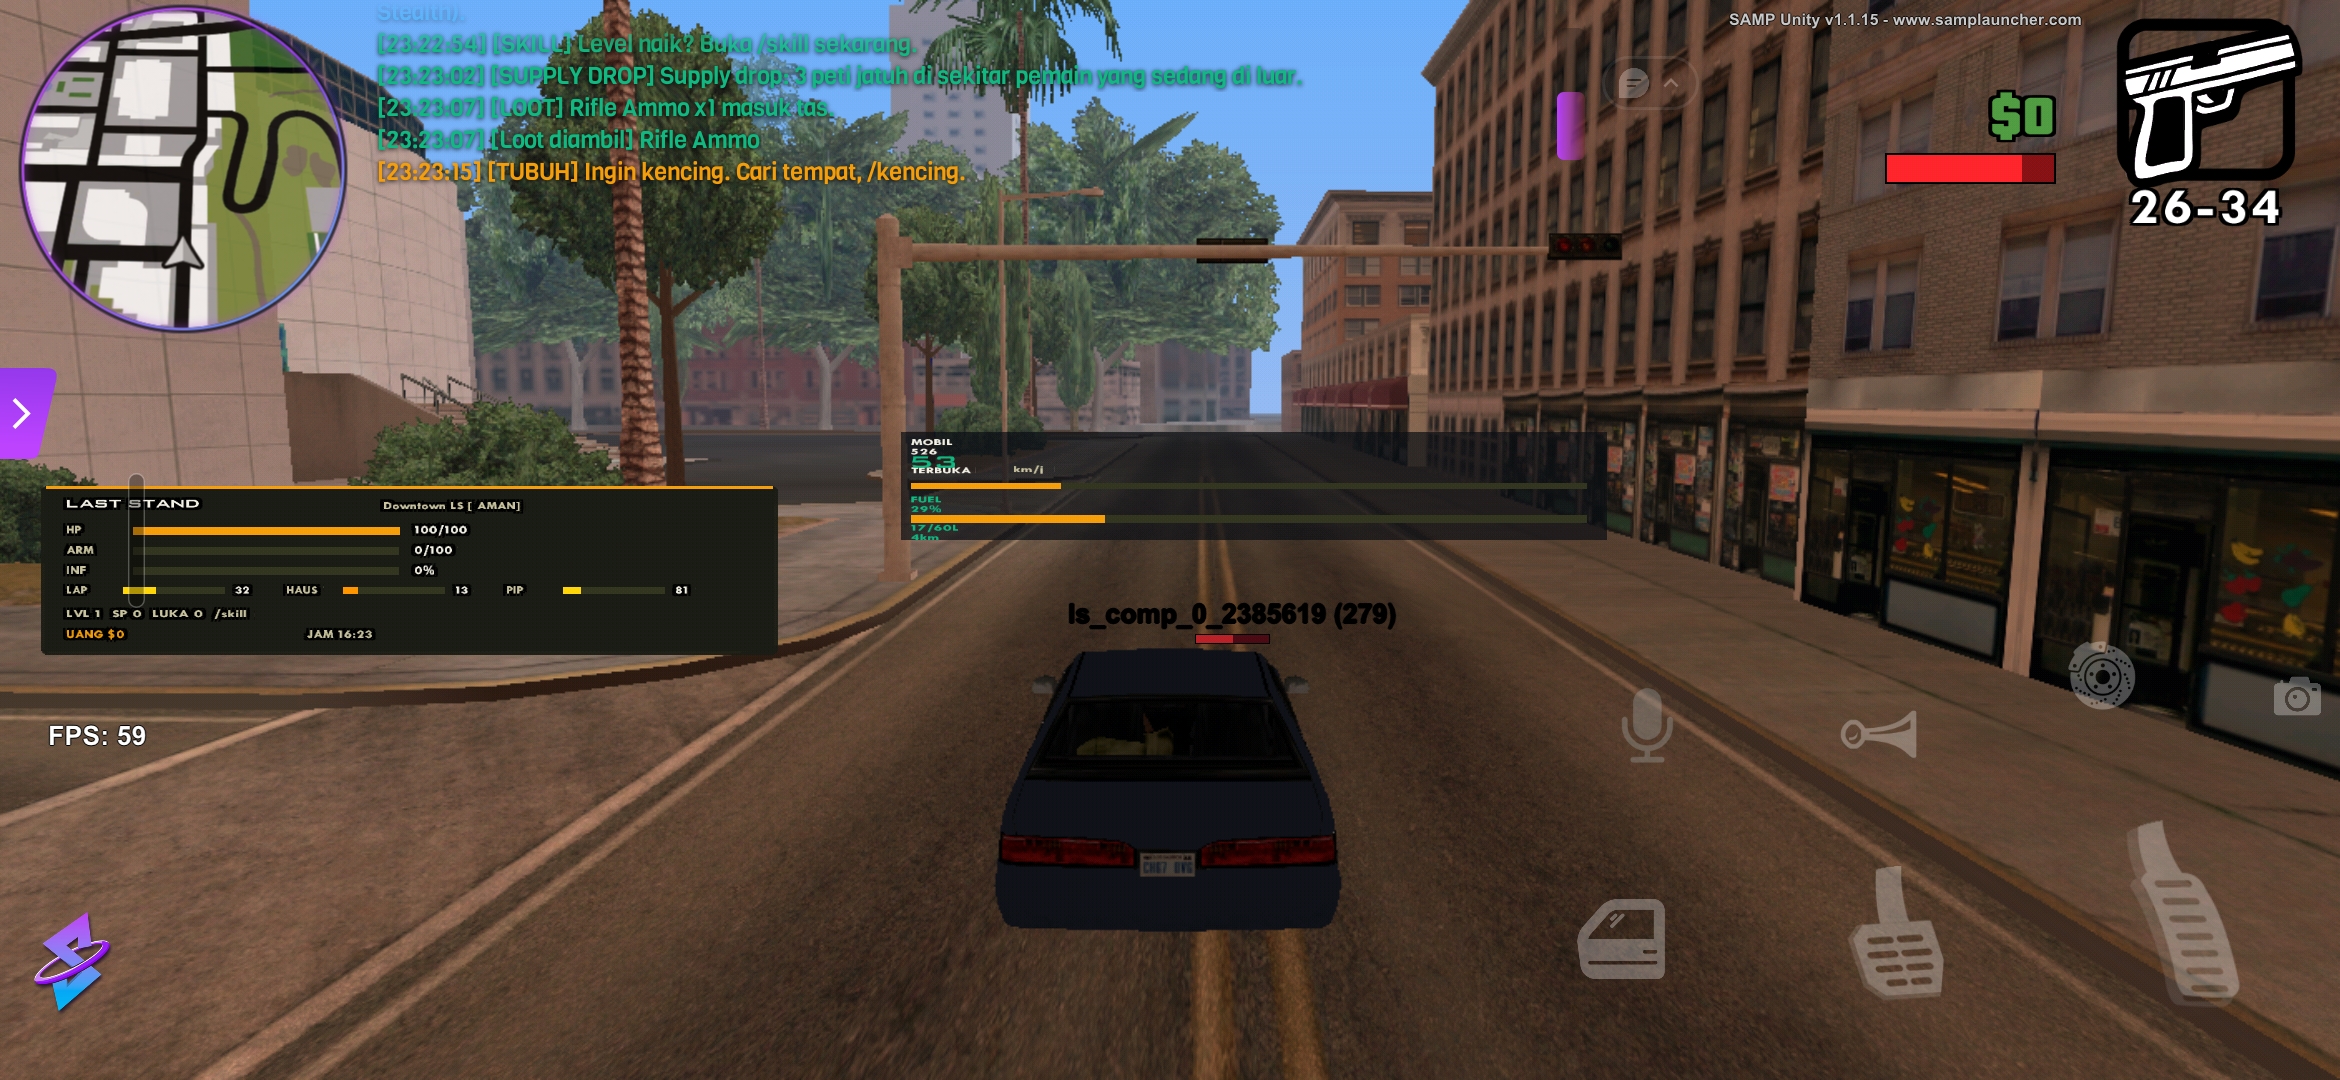 Stealth).
SAMP Unity v1.1.15 - www.samplauncher.com
[23:22:54] [SKILL] Level naik? Buka /skill sekarang.
[23:23:02] [SUPPLY DROP] Supply drop. 3 peti jatuh di sekitar pemain yang sedang di luar.
[23:23:07] [LOOT] Rifle Ammo x1 masuk tas.
[23:23:07] [Loot diambil] Rifle Ammo
[23:23:15] [TUBUH] Ingin kencing. Cari tempat, /kencing.
$0
26-34
MOBIL
526
53
TERBUKA km/j
FUEL
29%
17/60L
4km
LAST STAND Downtown LS [ AMAN]
HP 100/100
ARM 0/100
INF 0%
LAP 32 HAUS 13 PIP 81
LVL 1 SP 0 LUKA 0 /skill
UANG $0 JAM 16:23
ls_comp_0_2385619 (279)
FPS: 59